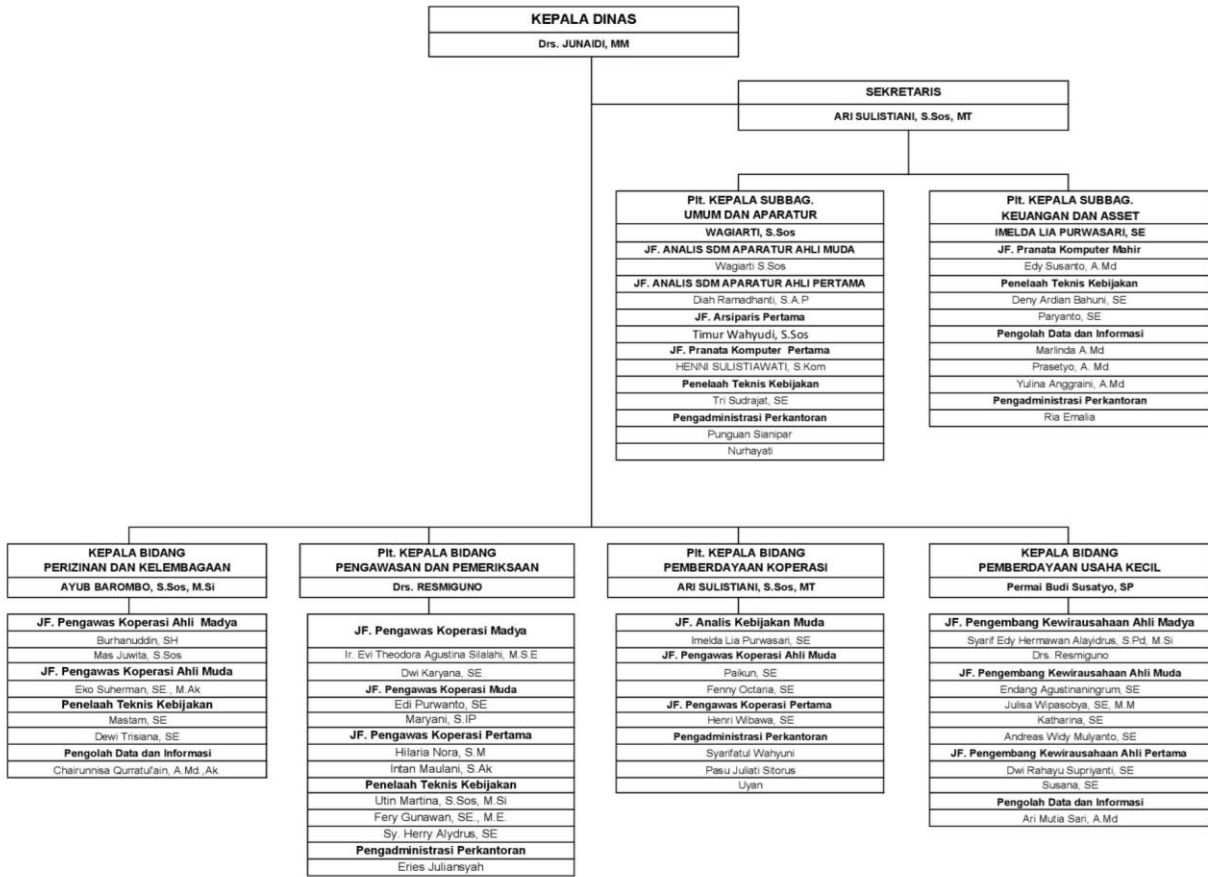 KEPALA DINAS
Drs. JUNAIDI, MM
SEKRETARIS
ARI SULISTIANI, S.Sos, MT
Plt. KEPALA SUBBAG.
UMUM DAN APARATUR
WAGIARTI, S.Sos
JF. ANALIS SDM APARATUR AHLI MUDA
Wagiarti S.Sos
JF. ANALIS SDM APARATUR AHLI PERTAMA
Diah Ramadhanti, S.A.P
JF. Arsiparis Pertama
Timur Wahyudi, S.Sos
JF. Pranata Komputer Pertama
HENNI SULISTIAWATI, S.Kom
Penelaah Teknis Kebijakan
Tri Sudrajat, SE
Pengadministrasi Perkantoran
Punguan Sianipar
Nurhayati
Plt. KEPALA SUBBAG.
KEUANGAN DAN ASSET
IMELDA LIA PURWASARI, SE
JF. Pranata Komputer Mahir
Edy Susanto, A.Md
Penelaah Teknis Kebijakan
Deny Ardian Bahuni, SE
Paryanto, SE
Pengolah Data dan Informasi
Marlinda A.Md
Prasetyo, A. Md
Yulina Anggraini, A.Md
Pengadministrasi Perkantoran
Ria Emalia
KEPALA BIDANG
PERIZINAN DAN KELEMBAGAAN
AYUB BAROMBO, S.Sos, M.Si
JF. Pengawas Koperasi Ahli Madya
Burhanuddin, SH
Mas Juwita, S.Sos
JF. Pengawas Koperasi Ahli Muda
Eko Suherman, SE., M.Ak
Penelaah Teknis Kebijakan
Mastam, SE
Dewi Trisiana, SE
Pengolah Data dan Informasi
Chairunnisa Qurratul'ain, A.Md.,Ak.
Plt. KEPALA BIDANG
PENGAWASAN DAN PEMERIKSAAN
Drs. RESMIGUNO
JF. Pengawas Koperasi Madya
Ir. Evi Theodora Agustina Silalahi, M.S.E
Dwi Karyana, SE
JF. Pengawas Koperasi Muda
Edi Purwanto, SE
Maryani, S.IP
JF. Pengawas Koperasi Pertama
Hilaria Nora, S.M
Intan Maulani, S.Ak
Penelaah Teknis Kebijakan
Utin Martina, S.Sos, M.Si
Fery Gunawan, SE., M.E.
Sy. Herry Alydrus, SE
Pengadministrasi Perkantoran
Eries Juliansyah
Plt. KEPALA BIDANG
PEMBERDAYAAN KOPERASI
ARI SULISTIANI, S.Sos, MT
JF. Analis Kebijakan Muda
Imelda Lia Purwasari, SE
JF. Pengawas Koperasi Ahli Muda
Paikun, SE
Fenny Octaria, SE
JF. Pengawas Koperasi Pertama
Henri Wibawa, SE
Pengadministrasi Perkantoran
Syarifatul Wahyuni
Pasu Juliati Sitorus
Uyan
KEPALA BIDANG
PEMBERDAYAAN USAHA KECIL
Permai Budi Susatyo, SP
JF. Pengembang Kewirausahaan Ahli Madya
Syarif Edy Hermawan Alayidrus, S.Pd, M.Si
Drs. Resmiguno
JF. Pengembang Kewirausahaan Ahli Muda
Endang Agustinaningrum, SE
Julisa Wipasobya, SE, M.M
Katharina, SE
Andreas Widy Mulyanto, SE
JF. Pengembang Kewirausahaan Ahli Pertama
Dwi Rahayu Supriyanti, SE
Susana, SE
Pengolah Data dan Informasi
Ari Mutia Sari, A.Md